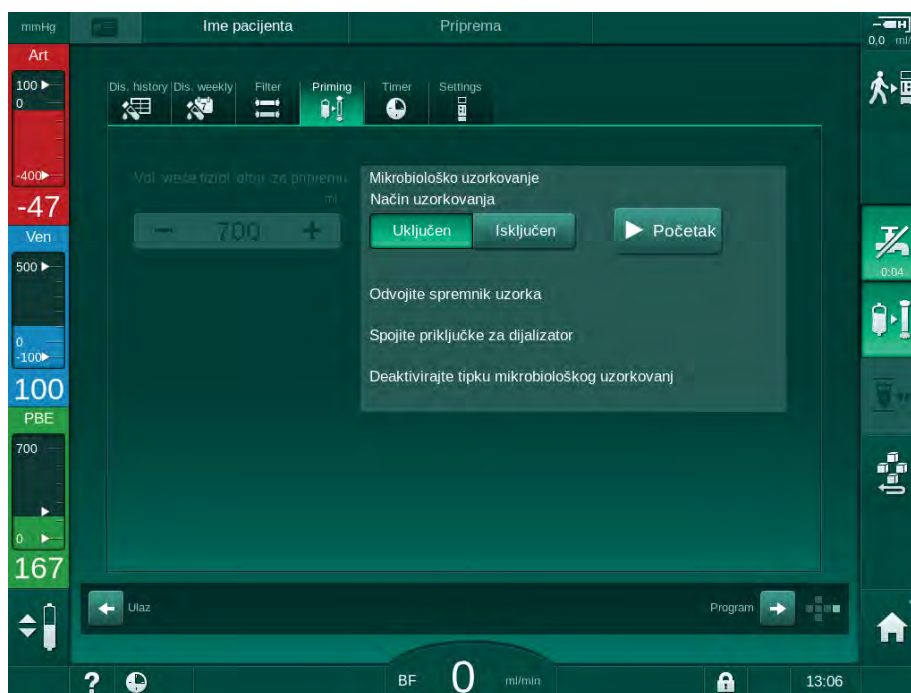 mmHg
Ime pacijenta
Priprema
0,0 ml/
Art
100
0
-400
-47
Ven
500
0
-100
100
PBE
700
0
167
Dis. history
Dis. weekly
Filter
Priming
Timer
Settings
ml
− 700 +
Mikrobiološko uzorkovanje
Način uzorkovanja
Uključen
Isključen
Početak
Odvojite spremnik uzorka
Spojite priključke za dijalizator
Deaktivirajte tipku mikrobiološkog uzorkovanj
0:04
Ulaz
Program
?
BF 0 ml/min
13:06